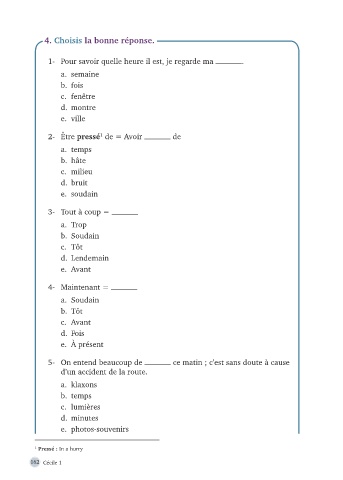 4. Choisis la bonne réponse.
1- Pour savoir quelle heure il est, je regarde ma ______.
a. semaine
b. fois
c. fenêtre
d. montre
e. ville
2- Être pressé¹ de = Avoir ______ de
a. temps
b. hâte
c. milieu
d. bruit
e. soudain
3- Tout à coup = ______
a. Trop
b. Soudain
c. Tôt
d. Lendemain
e. Avant
4- Maintenant = ______
a. Soudain
b. Tôt
c. Avant
d. Fois
e. À présent
5- On entend beaucoup de ______ ce matin ; c'est sans doute à cause
d'un accident de la route.
a. klaxons
b. temps
c. lumières
d. minutes
e. photos-souvenirs
¹ Pressé : In a hurry
182 Cécile 1